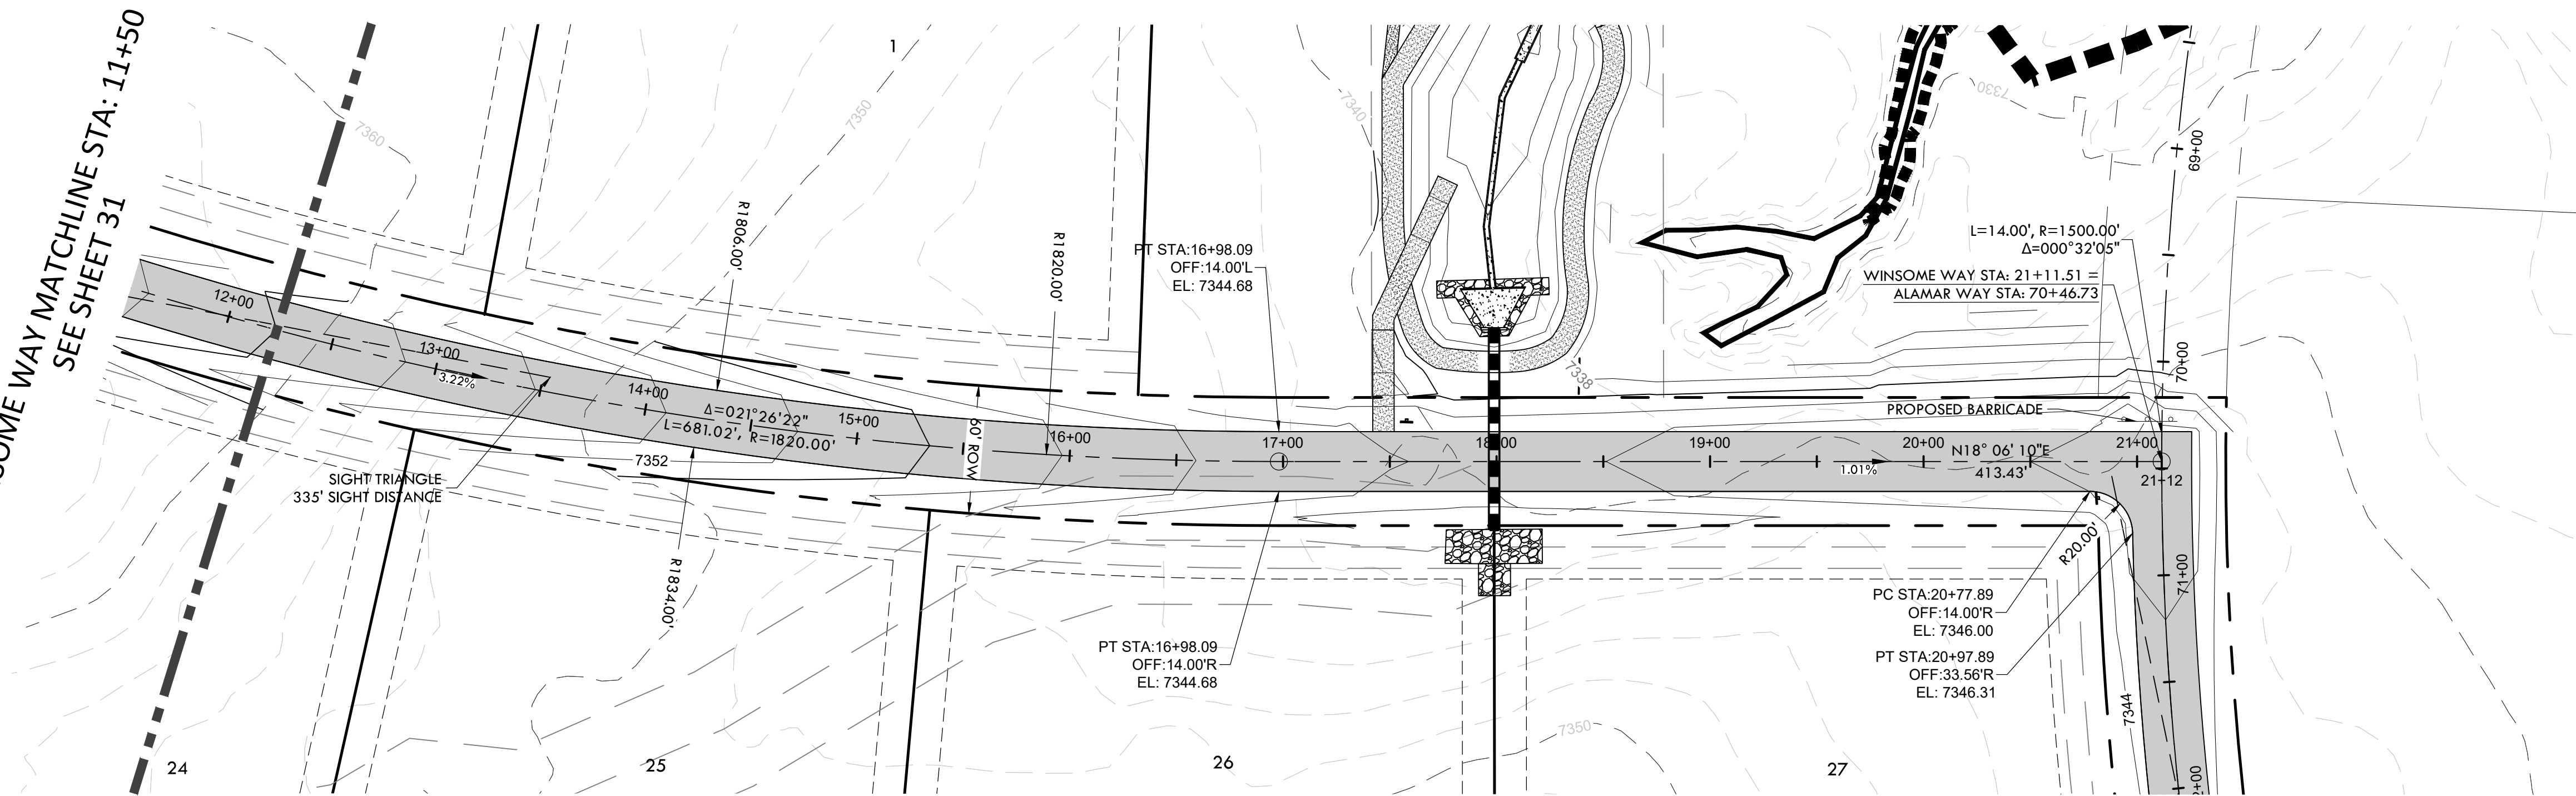 SOME WAY MATCHLINE STA: 11+50
SEE SHEET 31
1
7360
7350
7340
7330
69+00
R1806.00'
R1820.00'
PT STA:16+98.09
OFF:14.00'L
EL: 7344.68
L=14.00', R=1500.00'
Δ=000°32'05"
WINSOME WAY STA: 21+11.51 =
ALAMAR WAY STA: 70+46.73
12+00
13+00
3.22%
14+00
Δ=021°26'22"
L=681.02', R=1820.00'
15+00
60' ROW
16+00
17+00
18+00
7338
19+00
PROPOSED BARRICADE
70+00
20+00
1.01%
N18° 06' 10"E
413.43'
21+00
21+12
7352
SIGHT TRIANGLE
335' SIGHT DISTANCE
R1834.00'
R20.00'
71+00
PC STA:20+77.89
OFF:14.00'R
EL: 7346.00
PT STA:16+98.09
OFF:14.00'R
EL: 7344.68
PT STA:20+97.89
OFF:33.56'R
EL: 7346.31
7344
7350
24
25
26
27
+00